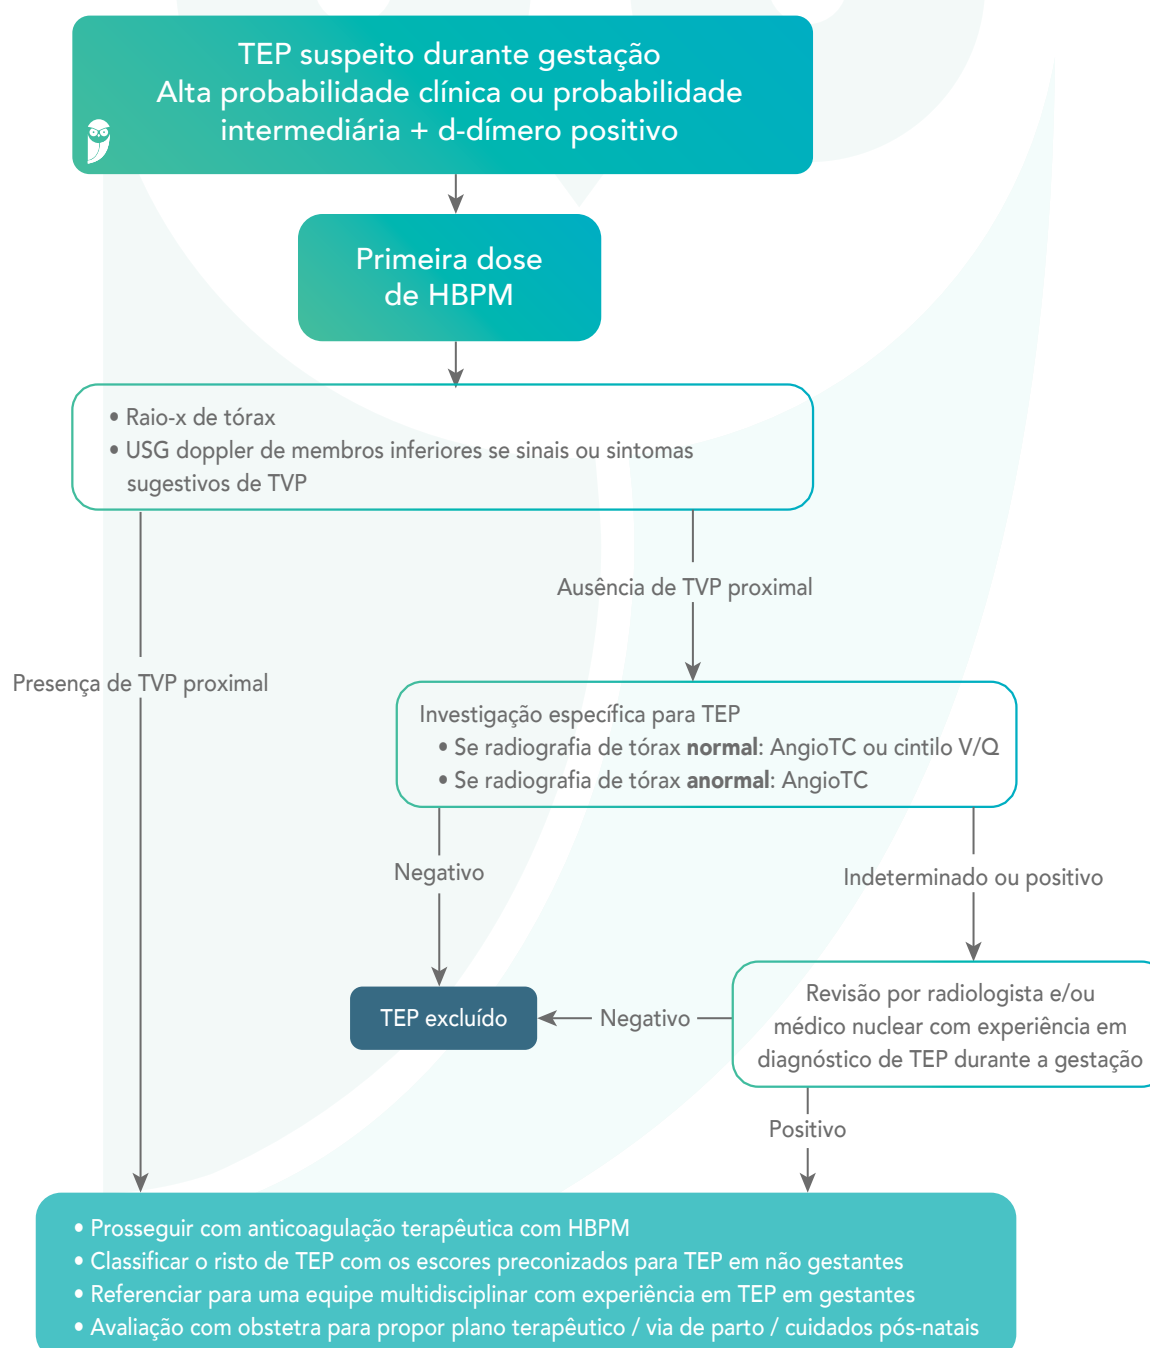 TEP suspeito durante gestação
Alta probabilidade clínica ou probabilidade
intermediária + d-dímero positivo
Primeira dose
de HBPM
• Raio-x de tórax
• USG doppler de membros inferiores se sinais ou sintomas
sugestivos de TVP
Ausência de TVP proximal
Presença de TVP proximal
Investigação específica para TEP
• Se radiografia de tórax normal: AngioTC ou cintilo V/Q
• Se radiografia de tórax anormal: AngioTC
Negativo
Indeterminado ou positivo
TEP excluído
Negativo
Revisão por radiologista e/ou
médico nuclear com experiência em
diagnóstico de TEP durante a gestação
Positivo
• Prosseguir com anticoagulação terapêutica com HBPM
• Classificar o risto de TEP com os escores preconizados para TEP em não gestantes
• Referenciar para uma equipe multidisciplinar com experiência em TEP em gestantes
• Avaliação com obstetra para propor plano terapêutico / via de parto / cuidados pós-natais